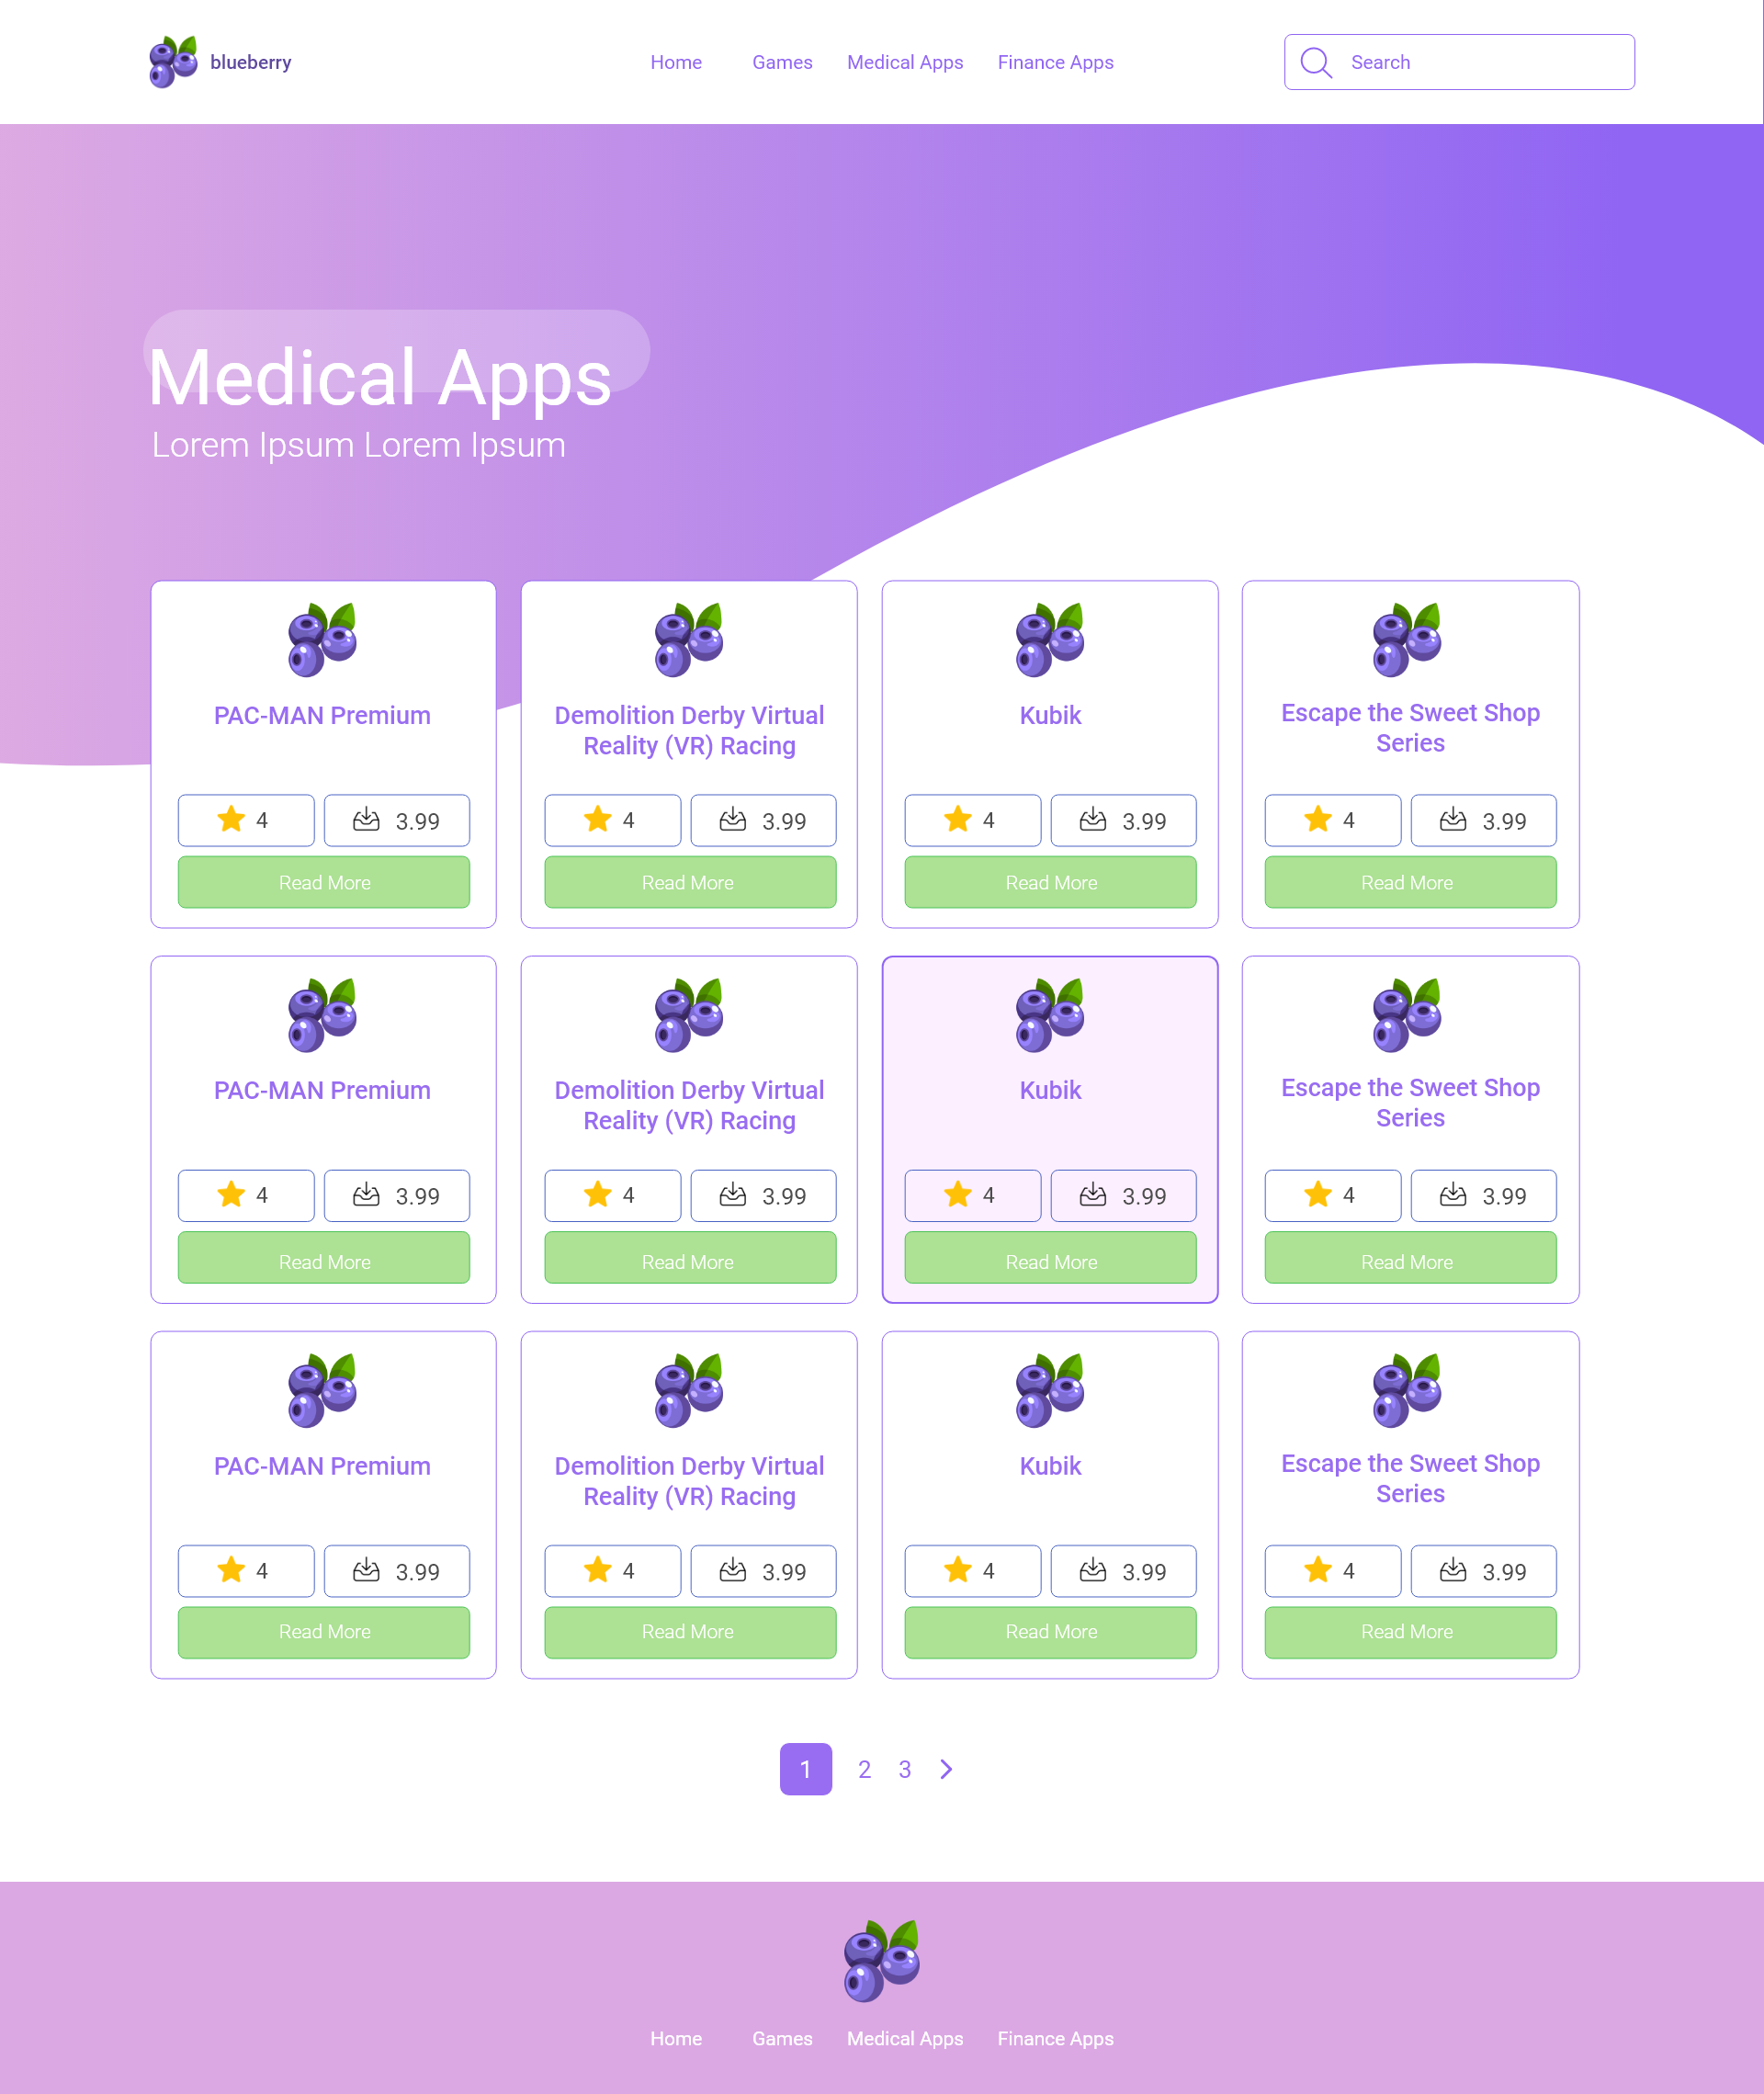 blueberry
Home Games Medical Apps Finance Apps
Search
Medical Apps
Lorem Ipsum Lorem Ipsum
PAC-MAN Premium
4 3.99
Read More
Demolition Derby Virtual
Reality (VR) Racing
4 3.99
Read More
Kubik
4 3.99
Read More
Escape the Sweet Shop
Series
4 3.99
Read More
PAC-MAN Premium
4 3.99
Read More
Demolition Derby Virtual
Reality (VR) Racing
4 3.99
Read More
Kubik
4 3.99
Read More
Escape the Sweet Shop
Series
4 3.99
Read More
PAC-MAN Premium
4 3.99
Read More
Demolition Derby Virtual
Reality (VR) Racing
4 3.99
Read More
Kubik
4 3.99
Read More
Escape the Sweet Shop
Series
4 3.99
Read More
1 2 3
Home Games Medical Apps Finance Apps